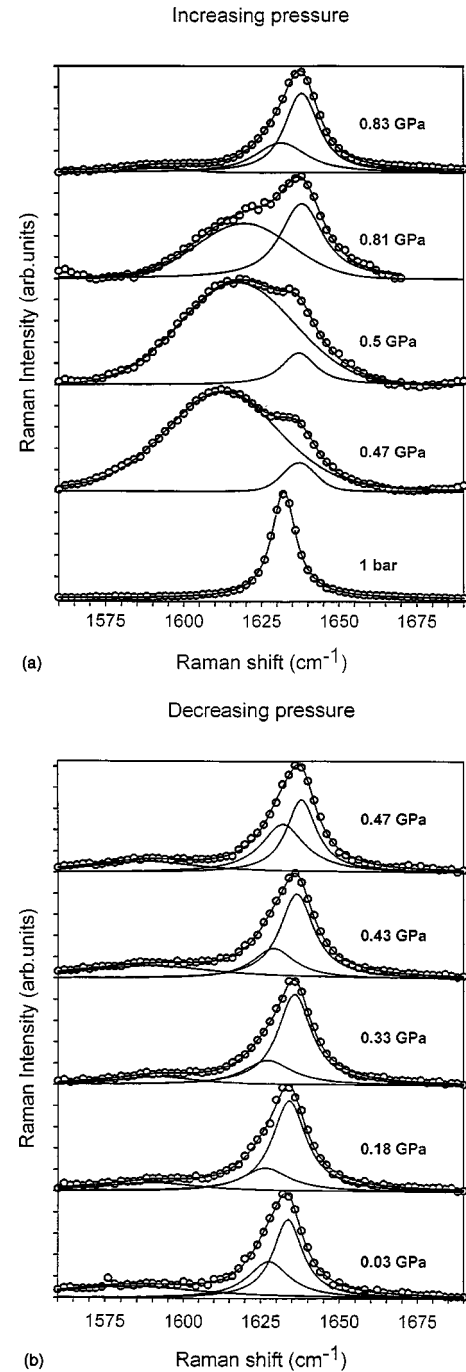 Increasing pressure
0.83 GPa
0.81 GPa
0.5 GPa
0.47 GPa
1 bar
Raman Intensity (arb.units)
1575 1600 1625 1650 1675
(a) Raman shift (cm-1)
Decreasing pressure
0.47 GPa
0.43 GPa
0.33 GPa
0.18 GPa
0.03 GPa
Raman Intensity (arb.units)
1575 1600 1625 1650 1675
(b) Raman shift (cm-1)